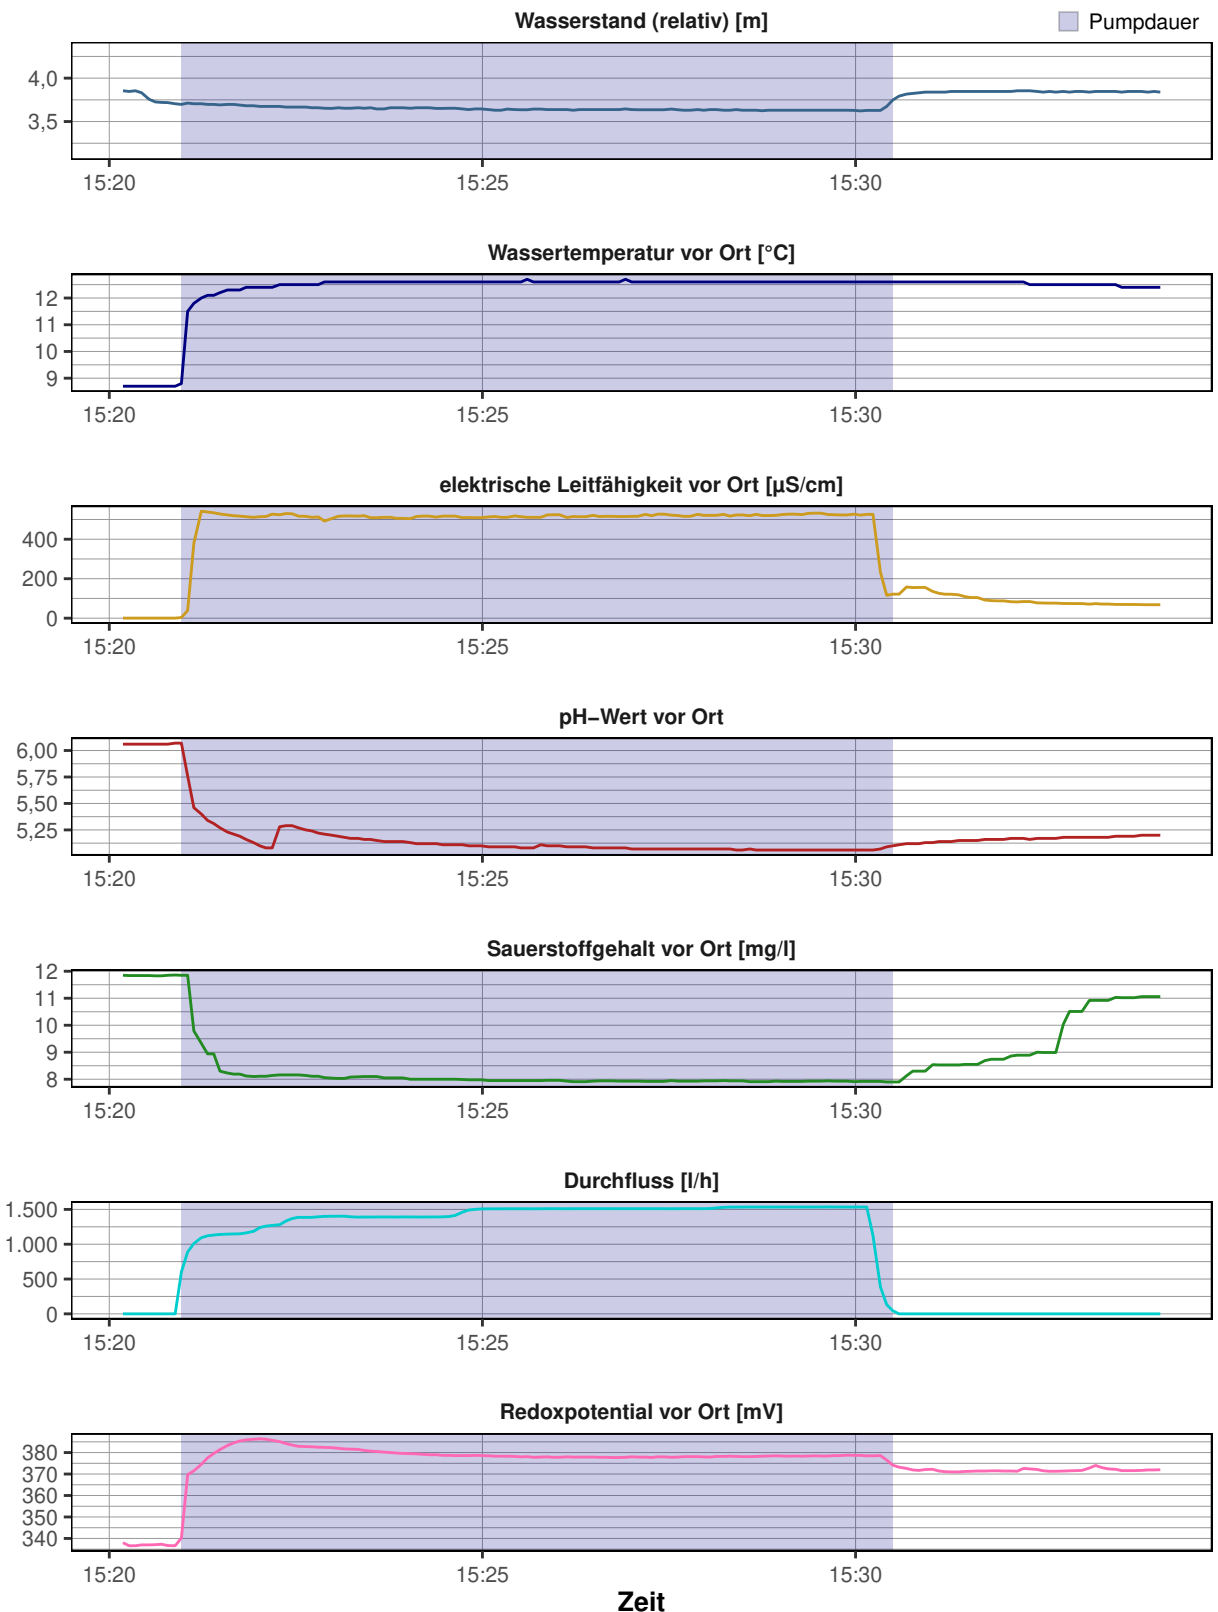 Wasserstand (relativ) [m]
Pumpdauer
4,0
3,5
15:20 15:25 15:30
Wassertemperatur vor Ort [°C]
12
11
10
9
15:20 15:25 15:30
elektrische Leitfähigkeit vor Ort [µS/cm]
400
200
0
15:20 15:25 15:30
pH−Wert vor Ort
6,00
5,75
5,50
5,25
15:20 15:25 15:30
Sauerstoffgehalt vor Ort [mg/l]
12
11
10
9
8
15:20 15:25 15:30
Durchfluss [l/h]
1.500
1.000
500
0
15:20 15:25 15:30
Redoxpotential vor Ort [mV]
380
370
360
350
340
15:20 15:25 15:30
Zeit